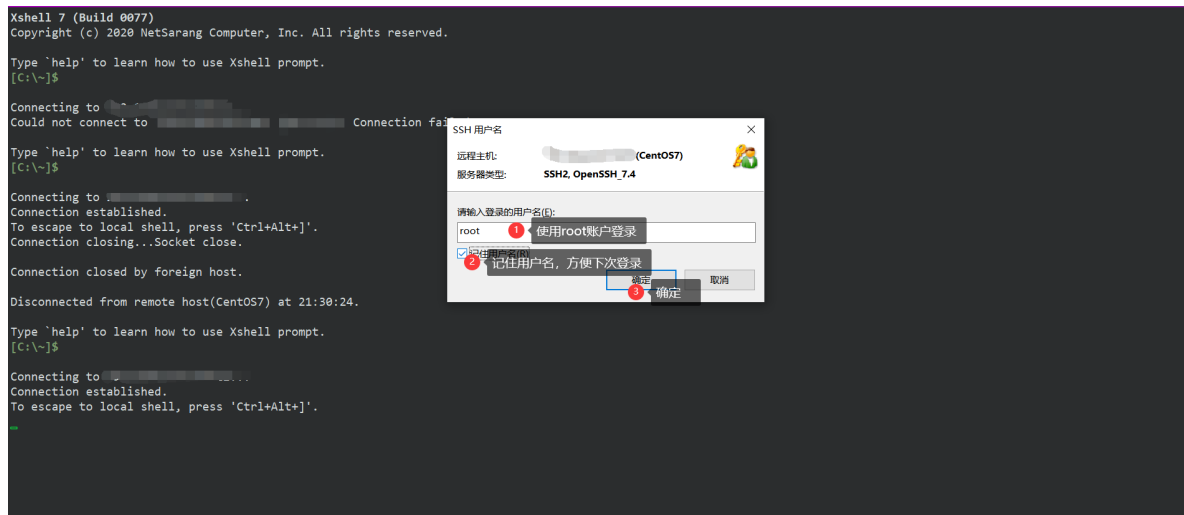 Xshell 7 (Build 0077)
Copyright (c) 2020 NetSarang Computer, Inc. All rights reserved.
Type `help' to learn how to use Xshell prompt.
[C:\~]$
Connecting to
Could not connect to Connection fai
Type `help' to learn how to use Xshell prompt.
[C:\~]$
Connecting to .
Connection established.
To escape to local shell, press 'Ctrl+Alt+]'.
Connection closing...Socket close.
Connection closed by foreign host.
Disconnected from remote host(CentOS7) at 21:30:24.
Type `help' to learn how to use Xshell prompt.
[C:\~]$
Connecting to
Connection established.
To escape to local shell, press 'Ctrl+Alt+]'.
SSH 用户名
远程主机: (CentOS7)
服务器类型: SSH2, OpenSSH_7.4
请输入登录的用户名(E):
root
1 使用root账户登录
记住用户名(R)
2 记住用户名，方便下次登录
确定 取消
3 确定